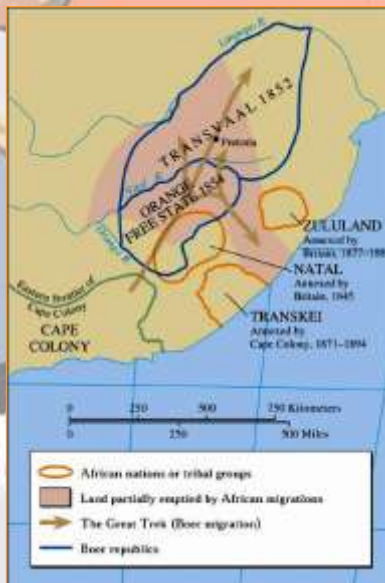 Limpopo R.
TRANSVAAL 1852
Pretoria
Vaal R.
ORANGE
FREE STATE 1854
Orange R.
ZULULAND
Annexed by
Britain, 1877–
NATAL
Annexed by
Britain, 1845
TRANSKEI
Annexed by
Cape Colony, 1871–1894
Eastern frontier of
Cape Colony
CAPE
COLONY
0 250 500 750 Kilometers
0 250 500 Miles
African nations or tribal groups
Land partially emptied by African migrations
The Great Trek (Boer migration)
Boer republics